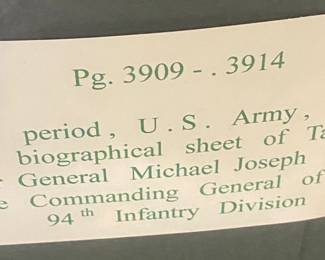 Pg. 3909 - . 3914
period , U . S . Army ,
biographical sheet of
General Michael Joseph
Commanding General of
94 th Infantry Division